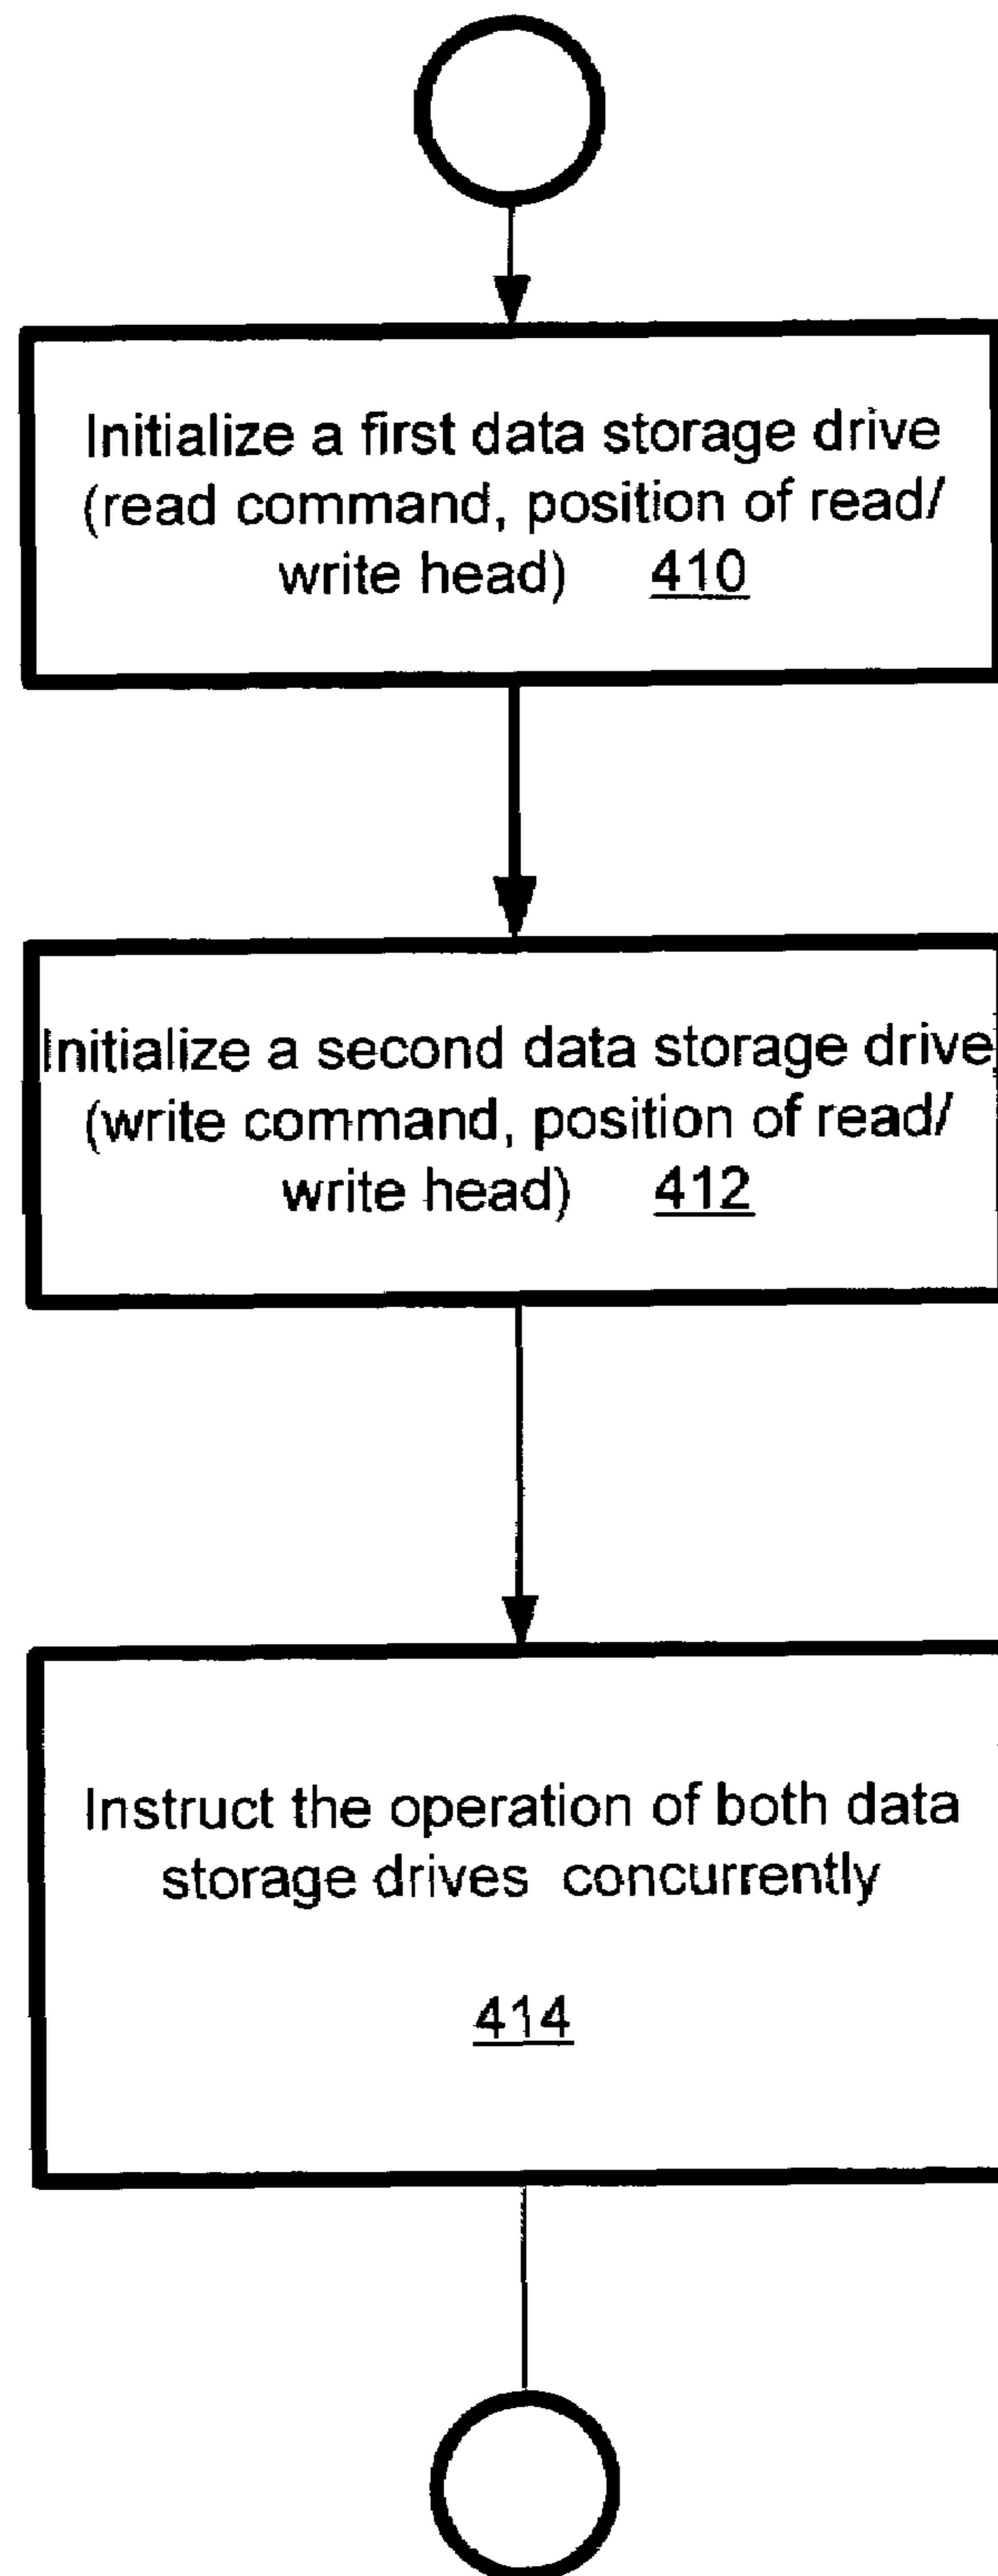 Initialize a first data storage drive
(read command, position of read/
write head) 410
Initialize a second data storage drive
(write command, position of read/
write head) 412
Instruct the operation of both data
storage drives concurrently
414